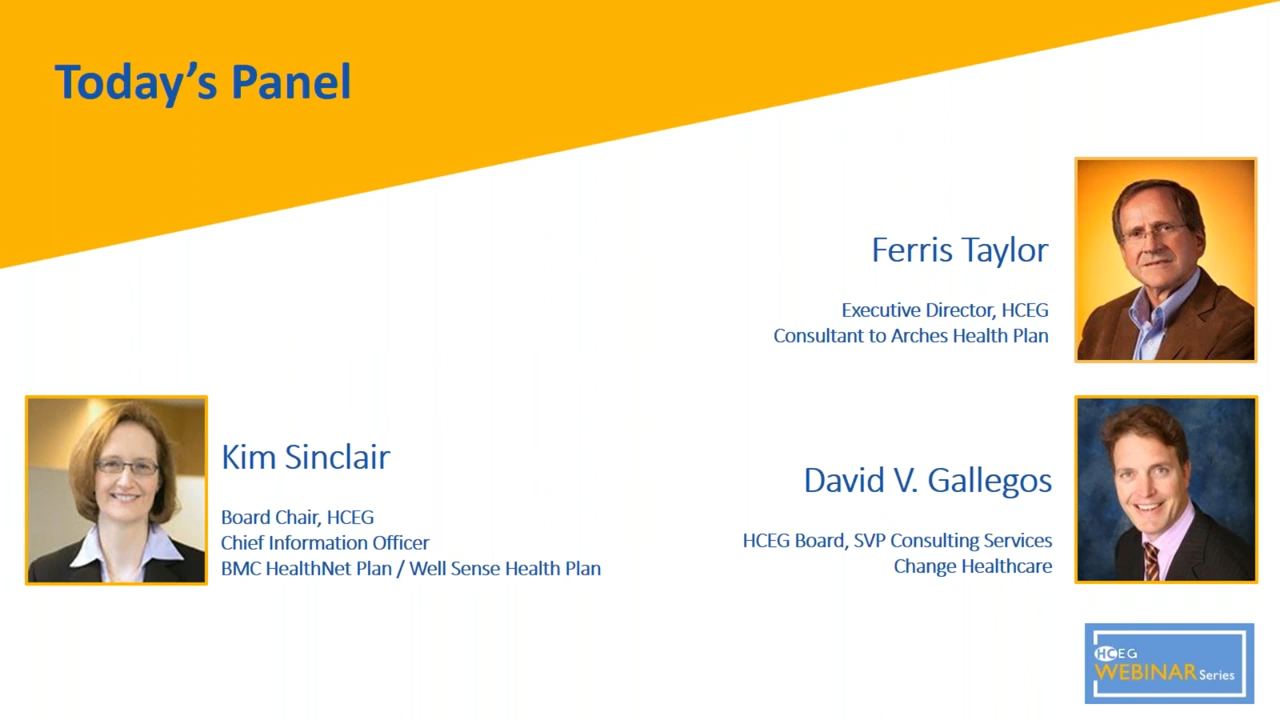 Today's Panel
Ferris Taylor
Executive Director, HCEG
Consultant to Arches Health Plan
Kim Sinclair
Board Chair, HCEG
Chief Information Officer
BMC HealthNet Plan / Well Sense Health Plan
David V. Gallegos
HCEG Board, SVP Consulting Services
Change Healthcare
HCEG
WEBINAR Series